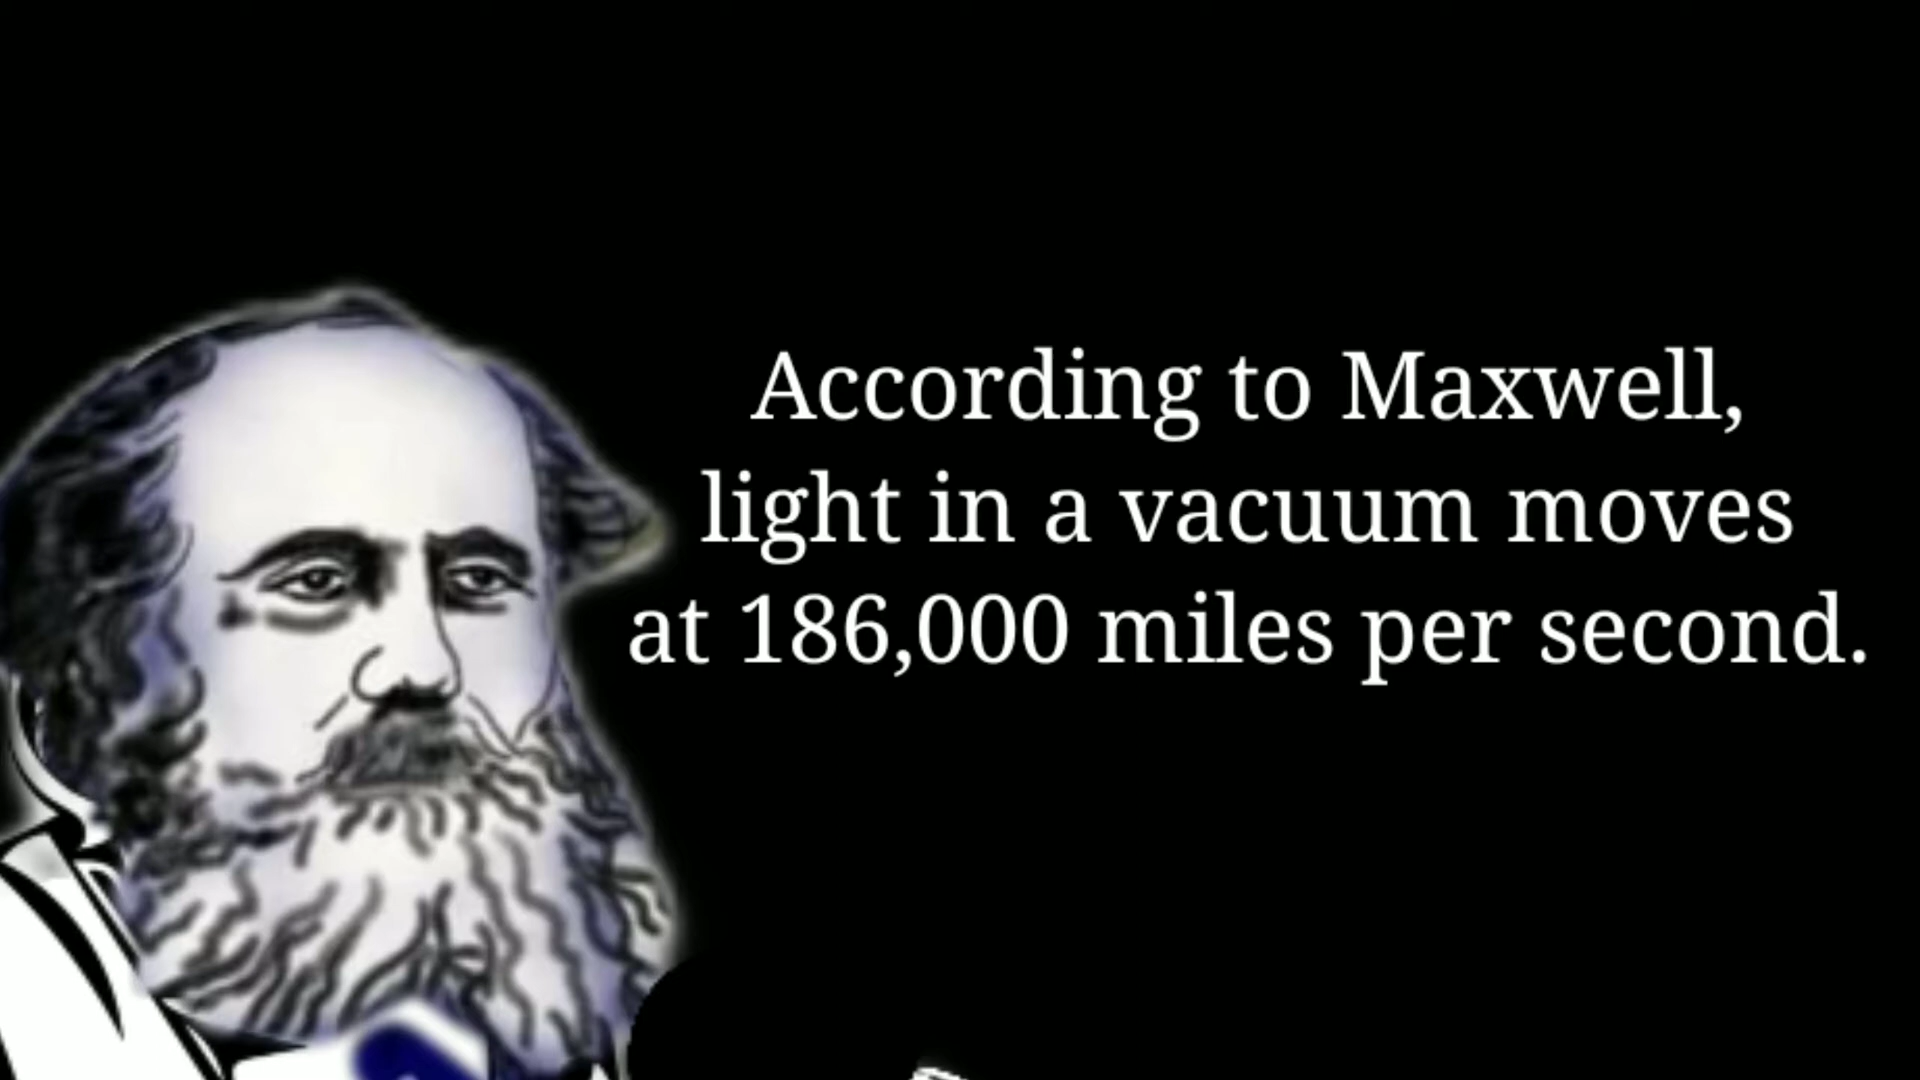 According to Maxwell,
light in a vacuum moves
at 186,000 miles per second.